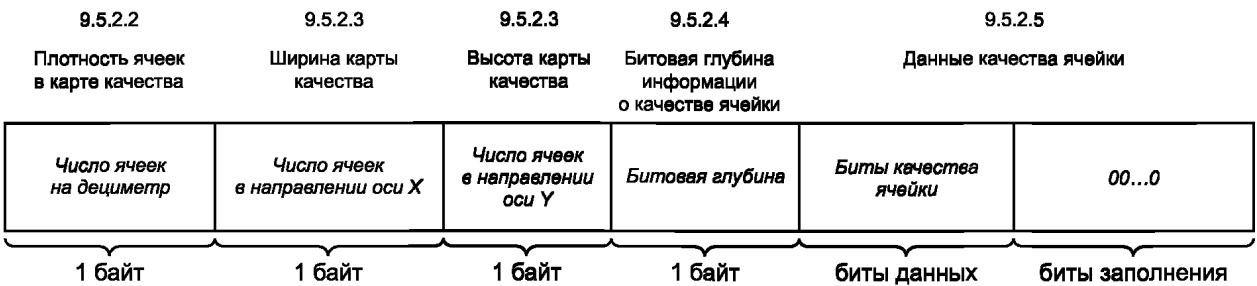 9.5.2.2
9.5.2.3
9.5.2.3
9.5.2.4
9.5.2.5
Плотность ячеек
в карте качества
Ширина карты
качества
Высота карты
качества
Битовая глубина
информации
о качестве ячейки
Данные качества ячейки
Число ячеек
на дециметр
Число ячеек
в направлении оси X
Число ячеек
в направлении
оси Y
Битовая глубина
Биты качества
ячейки
00...0
1 байт
1 байт
1 байт
1 байт
биты данных
биты заполнения